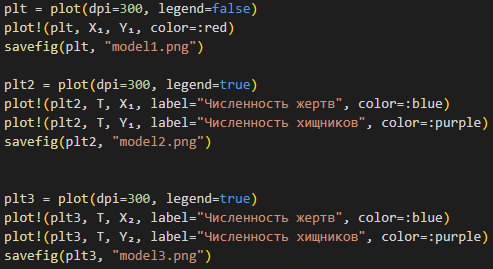 plt = plot(dpi=300, legend=false)
plot!(plt, X₁, Y₁, color=:red)
savefig(plt, "model1.png")
plt2 = plot(dpi=300, legend=true)
plot!(plt2, T, X₁, label="Численность жертв", color=:blue)
plot!(plt2, T, Y₁, label="Численность хищников", color=:purple)
savefig(plt2, "model2.png")
plt3 = plot(dpi=300, legend=true)
plot!(plt3, T, X₂, label="Численность жертв", color=:blue)
plot!(plt3, T, Y₂, label="Численность хищников", color=:purple)
savefig(plt3, "model3.png")